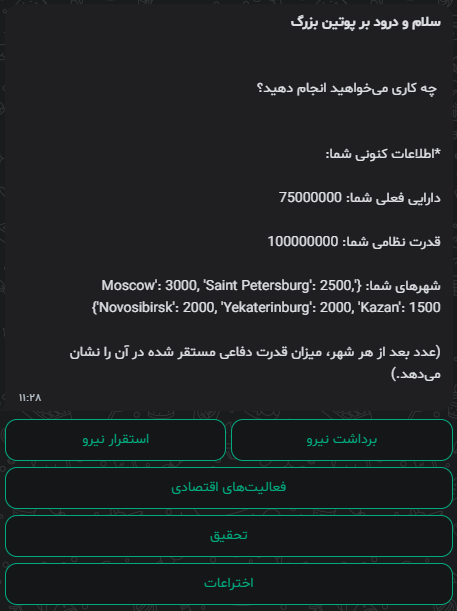 سلام و درود بر پوتین بزرگ
چه کاری می‌خواهید انجام دهید؟
*اطلاعات کنونی شما:
دارایی فعلی شما: 75000000
قدرت نظامی شما: 100000000
شهرهای شما: {'Moscow': 3000, 'Saint Petersburg': 2500,
'Novosibirsk': 2000, 'Yekaterinburg': 2000, 'Kazan': 1500}
(عدد بعد از هر شهر، میزان قدرت دفاعی مستقر شده در آن را نشان
می‌دهد.)
۱۱:۲۸
برداشت نیرو
استقرار نیرو
فعالیت‌های اقتصادی
تحقیق
اختراعات